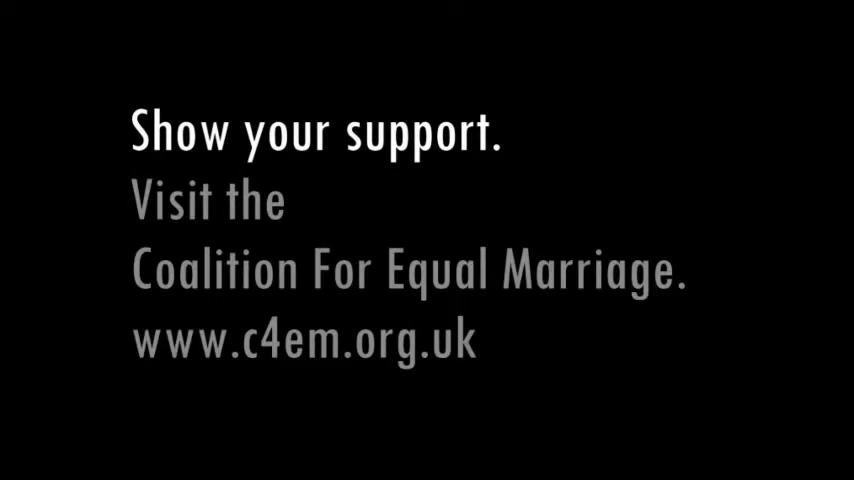 Show your support.
Visit the
Coalition For Equal Marriage.
www.c4em.org.uk